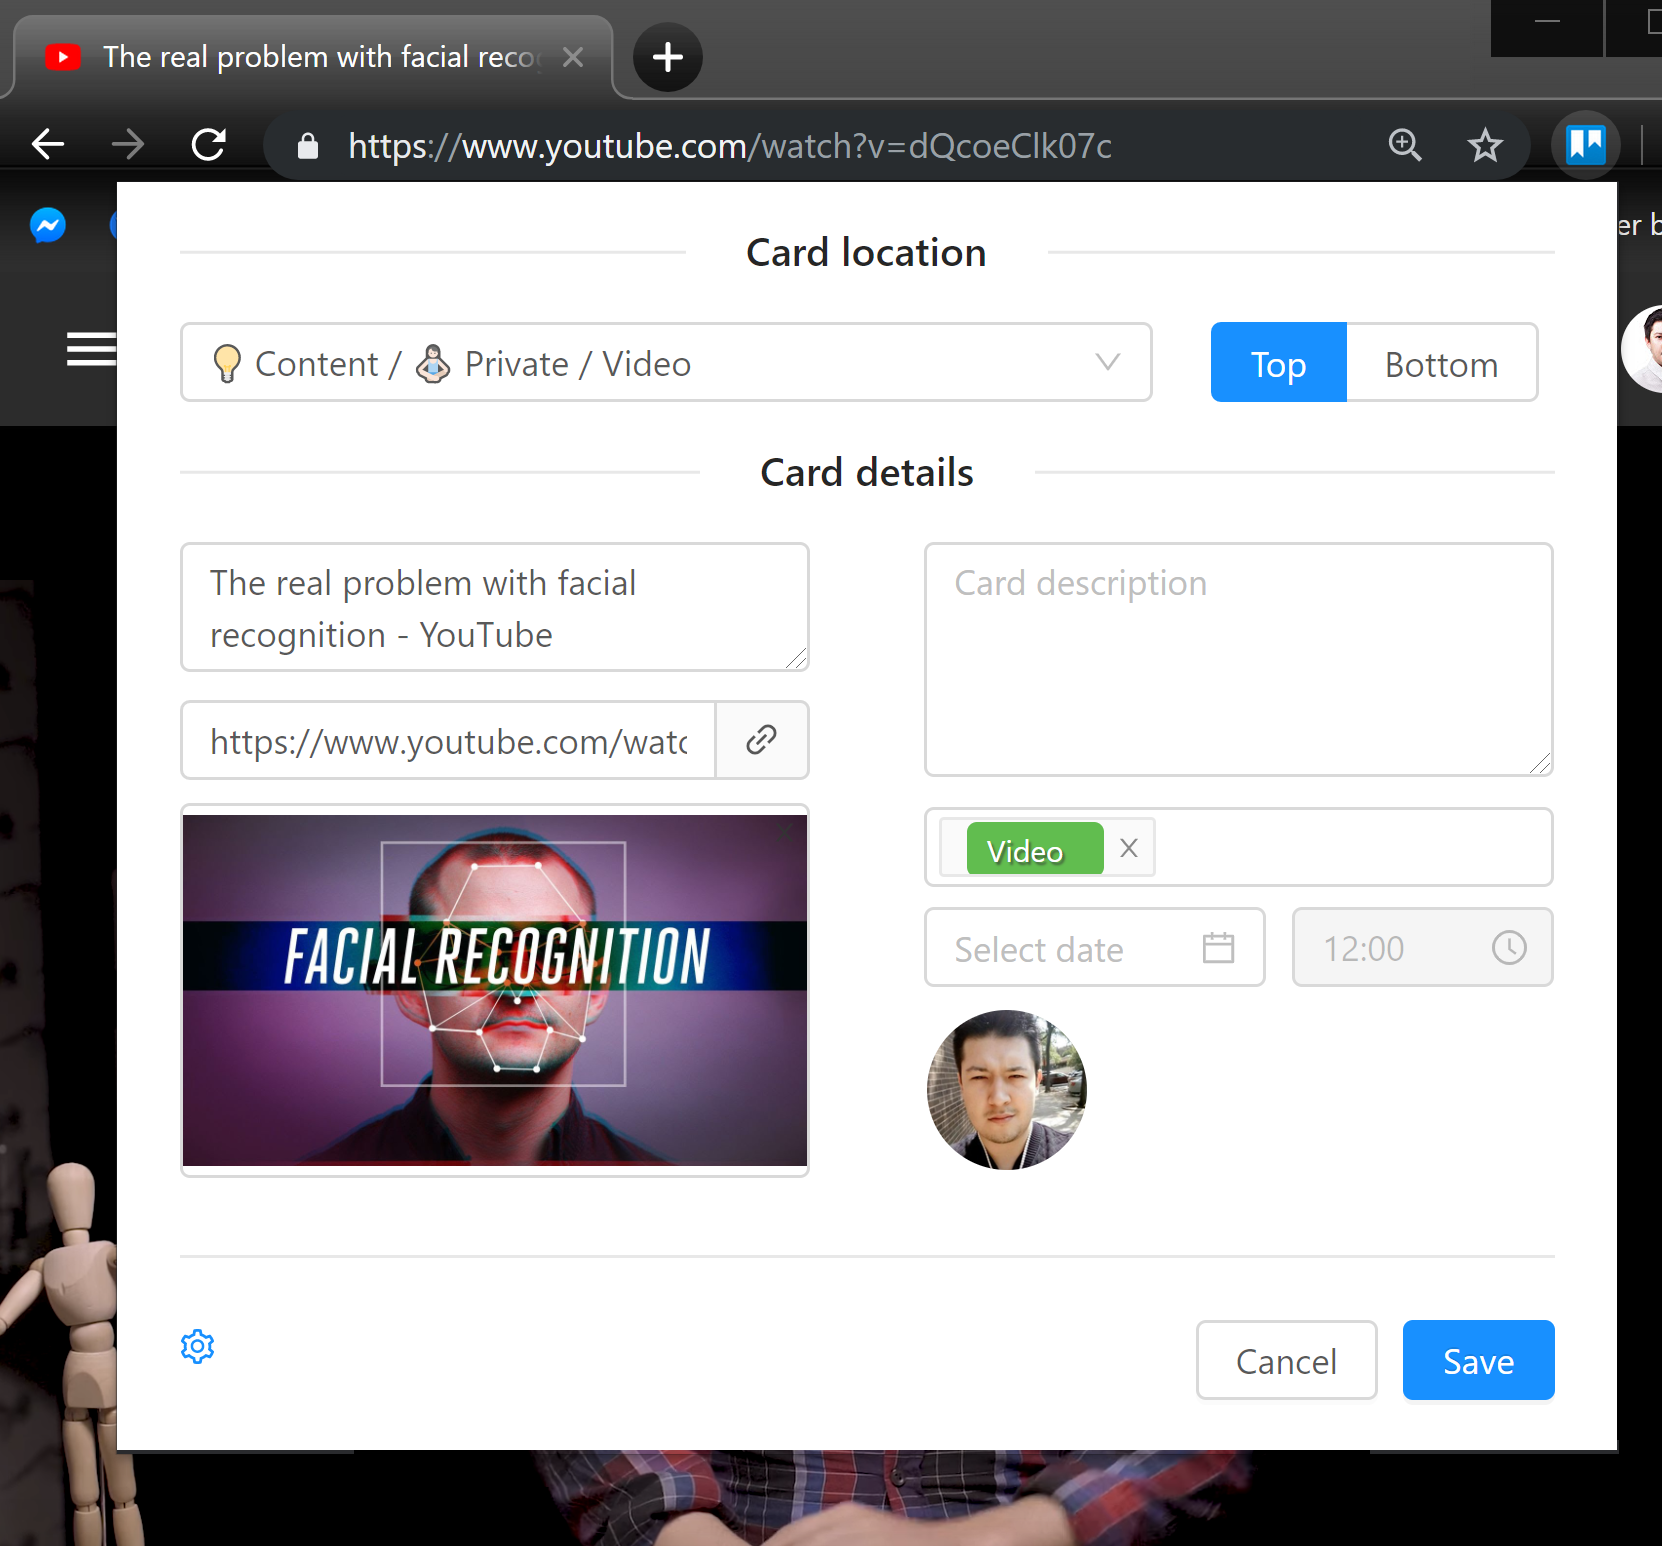 The real problem with facial reco
https://www.youtube.com/watch?v=dQcoeClk07c
er b
Card location
Content / Private / Video
Top
Bottom
Card details
The real problem with facial
recognition - YouTube
Card description
https://www.youtube.com/watc
FACIAL RECOGNITION
Video
Select date
12:00
Cancel
Save